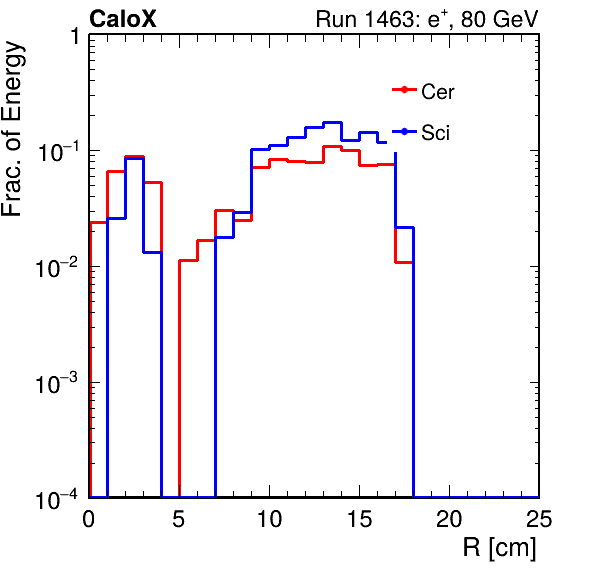 CaloX Run 1463: e⁺, 80 GeV
Frac. of Energy
1
10⁻¹
10⁻²
10⁻³
10⁻⁴
Cer
Sci
0 5 10 15 20 25
R [cm]